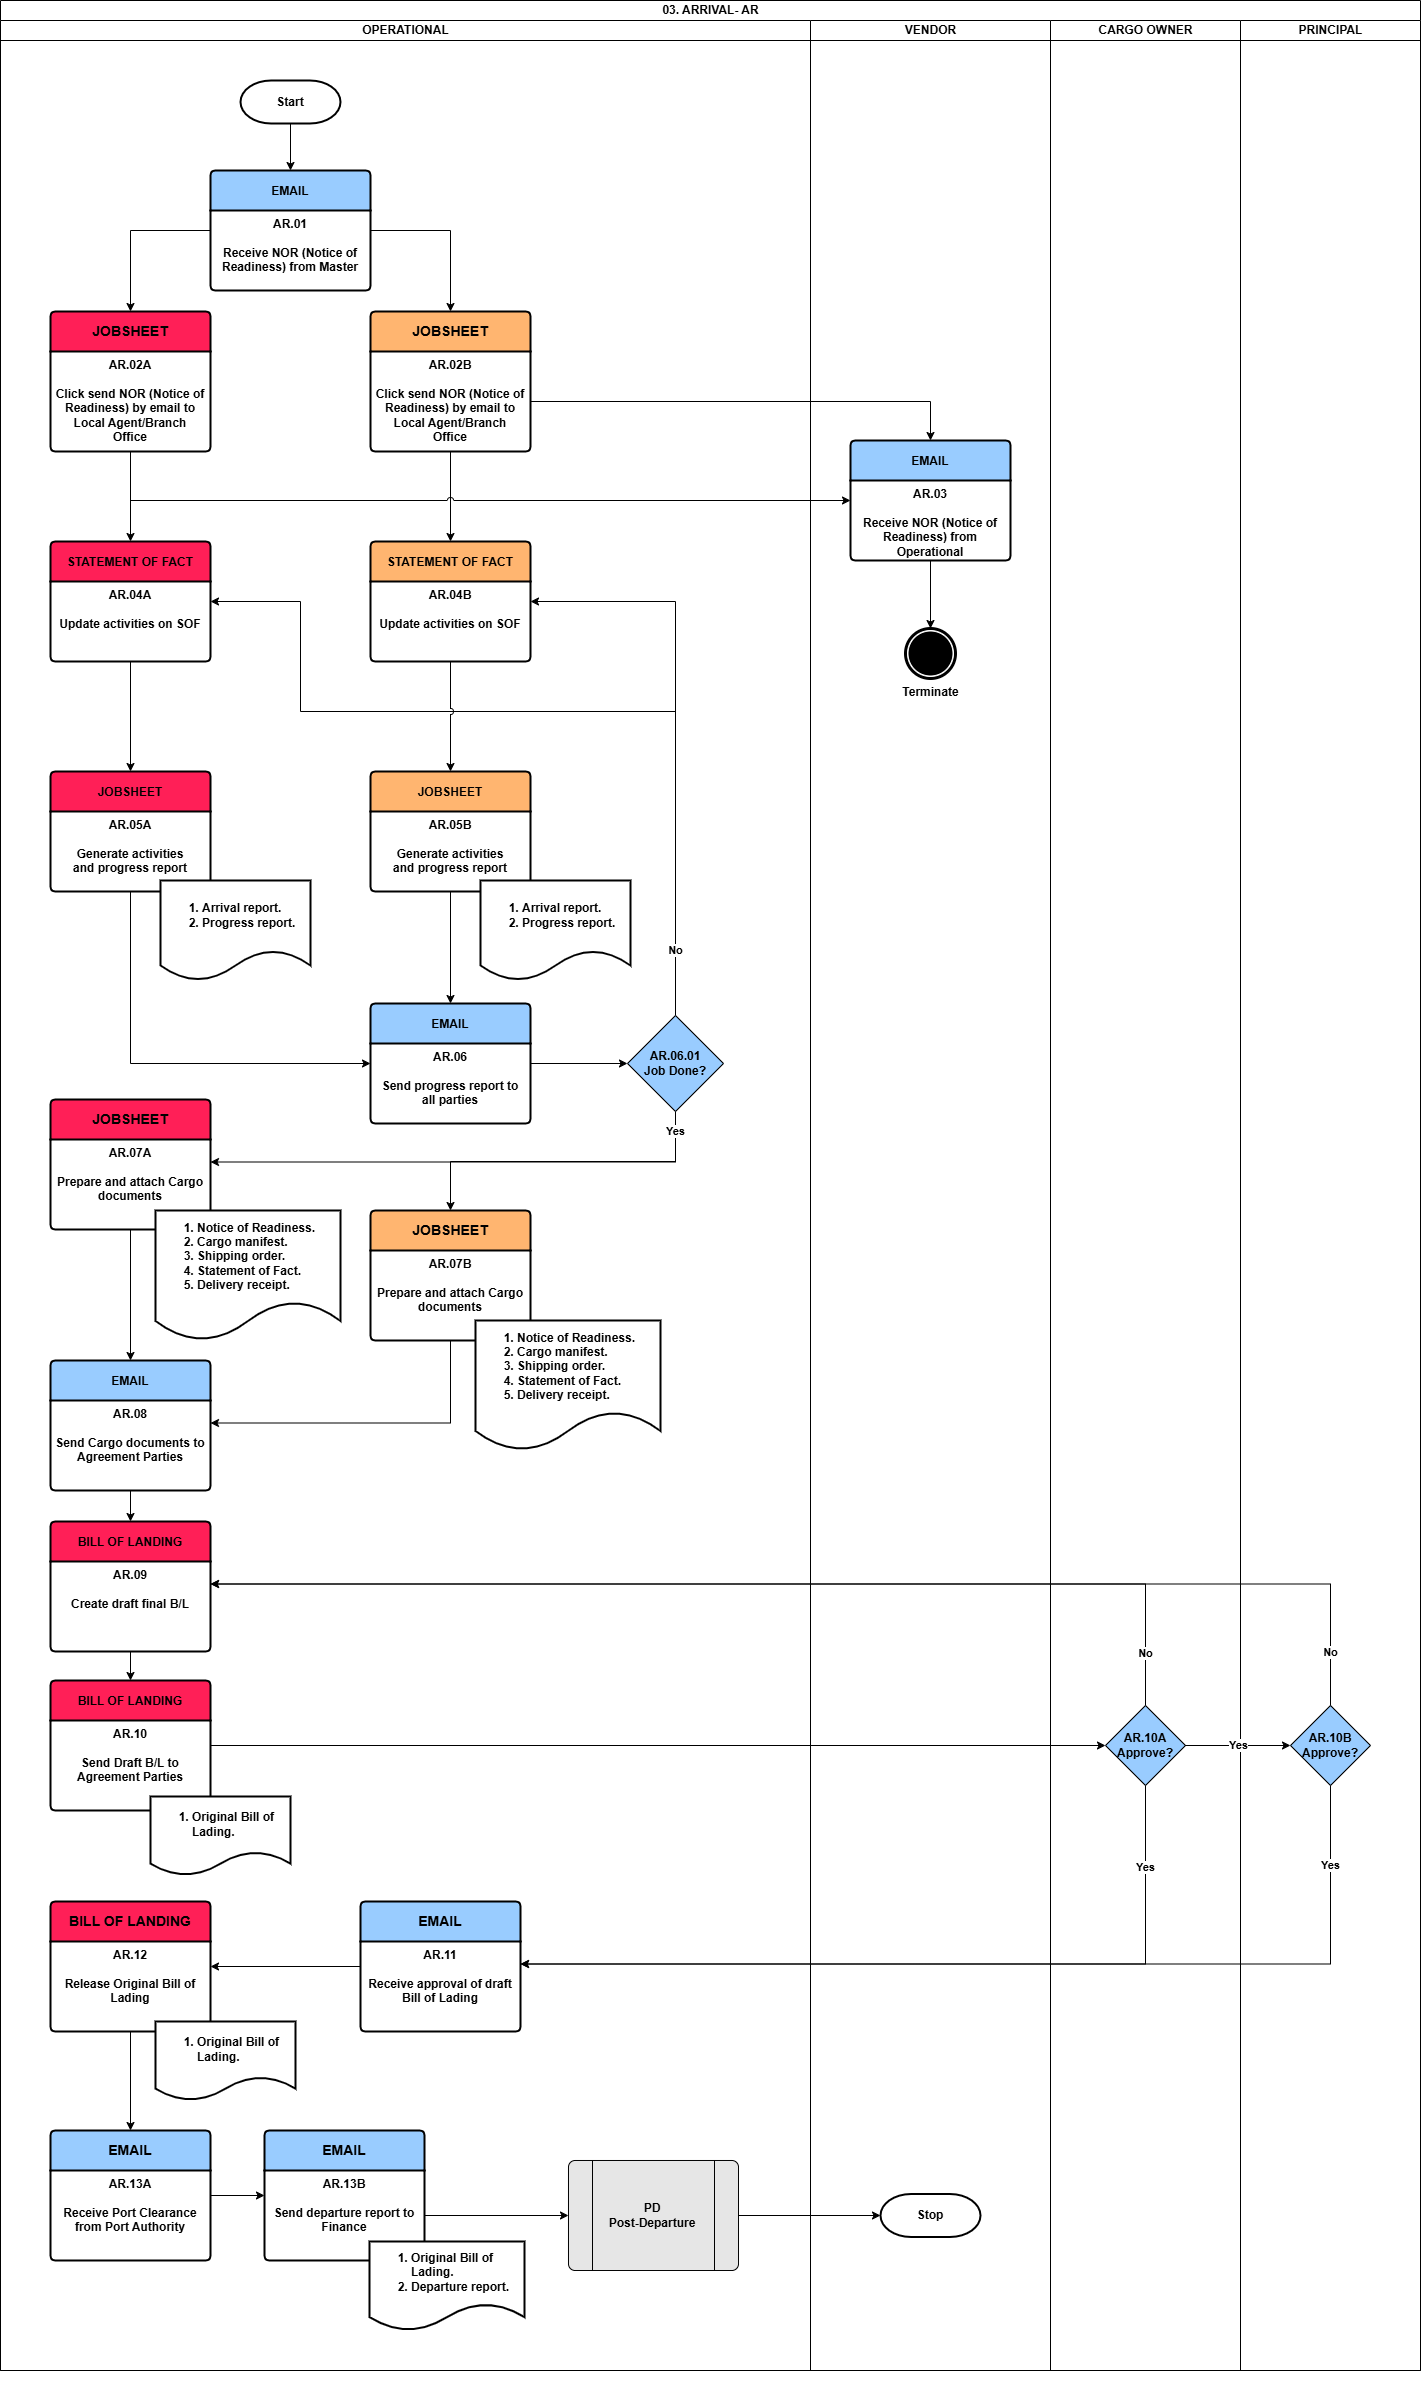 03. ARRIVAL- AR
OPERATIONAL
VENDOR
CARGO OWNER
PRINCIPAL
Start
EMAIL
AR.01
Receive NOR (Notice of
Readiness) from Master
JOBSHEET
AR.02A
Click send NOR (Notice of
Readiness) by email to
Local Agent/Branch
Office
JOBSHEET
AR.02B
Click send NOR (Notice of
Readiness) by email to
Local Agent/Branch
Office
EMAIL
AR.03
Receive NOR (Notice of
Readiness) from
Operational
Terminate
STATEMENT OF FACT
AR.04A
Update activities on SOF
STATEMENT OF FACT
AR.04B
Update activities on SOF
JOBSHEET
AR.05A
Generate activities
and progress report
1. Arrival report.
2. Progress report.
JOBSHEET
AR.05B
Generate activities
and progress report
1. Arrival report.
2. Progress report.
No
EMAIL
AR.06
Send progress report to
all parties
AR.06.01
Job Done?
Yes
JOBSHEET
AR.07A
Prepare and attach Cargo
documents
1. Notice of Readiness.
2. Cargo manifest.
3. Shipping order.
4. Statement of Fact.
5. Delivery receipt.
JOBSHEET
AR.07B
Prepare and attach Cargo
documents
1. Notice of Readiness.
2. Cargo manifest.
3. Shipping order.
4. Statement of Fact.
5. Delivery receipt.
EMAIL
AR.08
Send Cargo documents to
Agreement Parties
BILL OF LANDING
AR.09
Create draft final B/L
No
No
BILL OF LANDING
AR.10
Send Draft B/L to
Agreement Parties
1. Original Bill of
Lading.
AR.10A
Approve?
Yes
AR.10B
Approve?
Yes
Yes
BILL OF LANDING
AR.12
Release Original Bill of
Lading
1. Original Bill of
Lading.
EMAIL
AR.11
Receive approval of draft
Bill of Lading
EMAIL
AR.13A
Receive Port Clearance
from Port Authority
EMAIL
AR.13B
Send departure report to
Finance
1. Original Bill of
Lading.
2. Departure report.
PD
Post-Departure
Stop